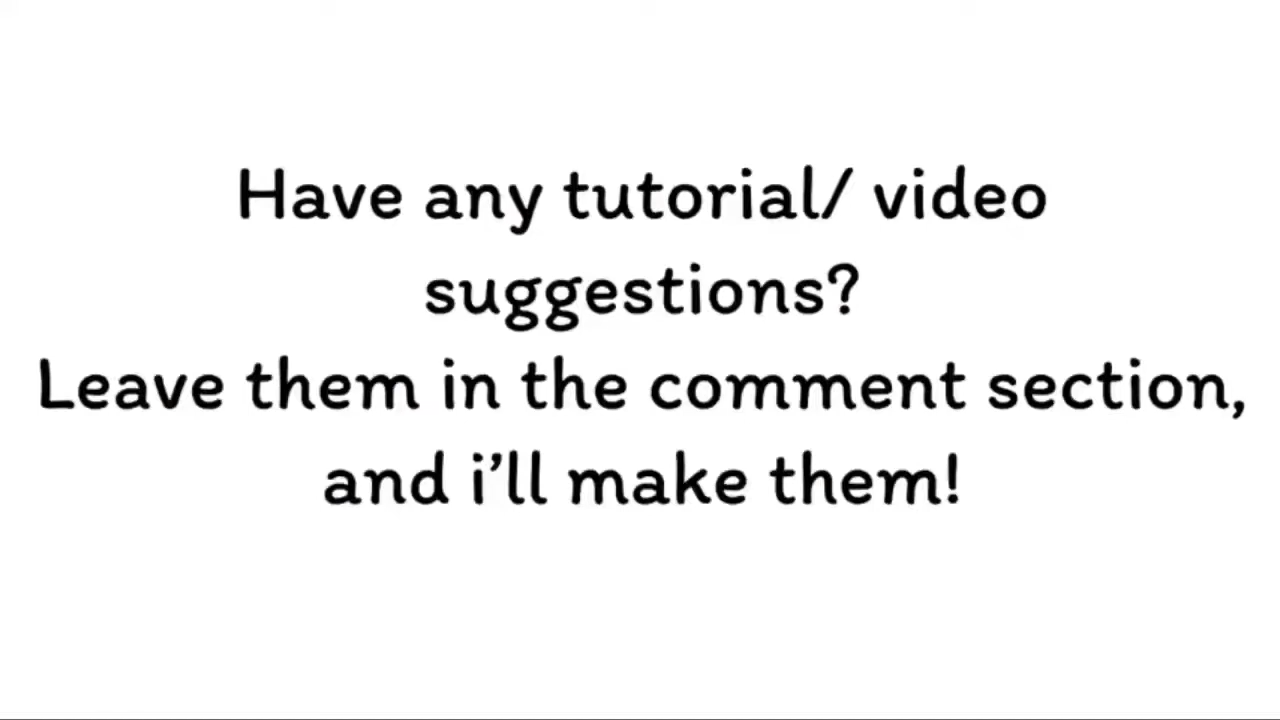 Have any tutorial/ video
suggestions?
Leave them in the comment section,
and i'll make them!